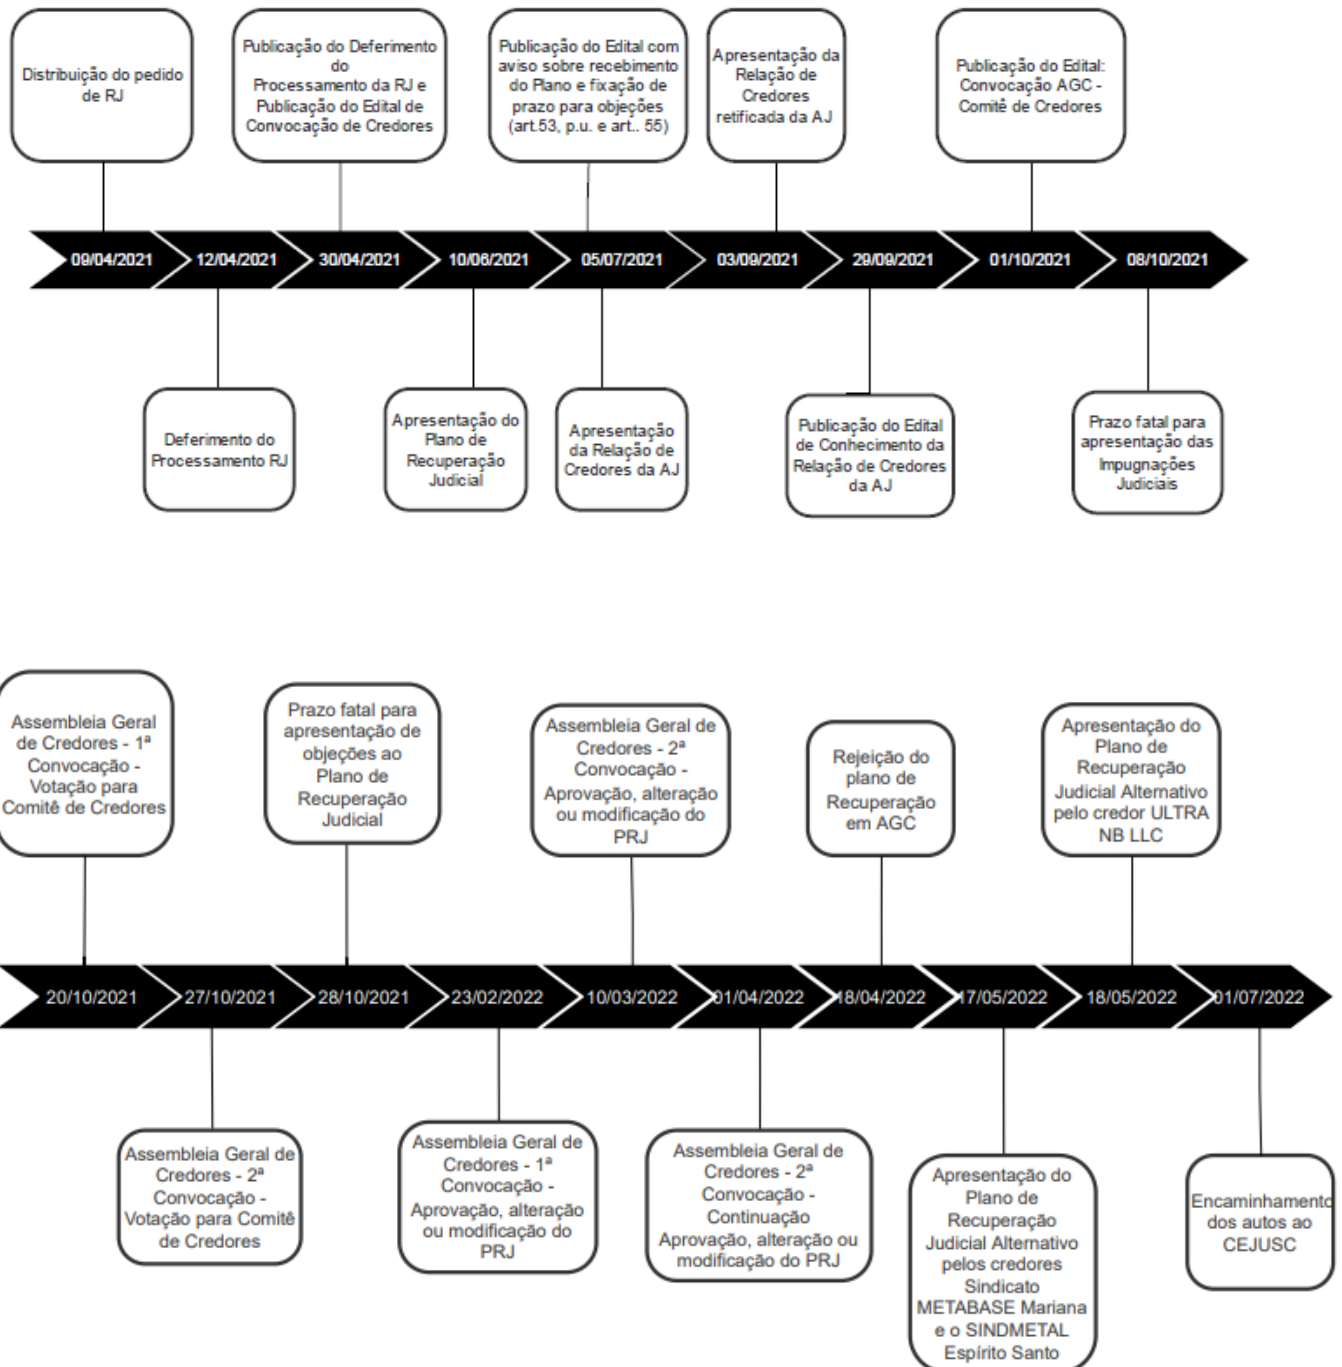 Distribuição do pedido
de RJ
Publicação do Deferimento
do
Processamento da RJ e
Publicação do Edital de
Convocação de Credores
Publicação do Edital com
aviso sobre recebimento
do Plano e fixação de
prazo para objeções
(art.53, p.u. e art.. 55)
Apresentação da
Relação de
Credores
retificada da AJ
Publicação do Edital:
Convocação AGC -
Comitê de Credores
09/04/2021
12/04/2021
30/04/2021
10/06/2021
05/07/2021
03/09/2021
29/09/2021
01/10/2021
08/10/2021
Deferimento do
Processamento RJ
Apresentação do
Plano de
Recuperação
Judicial
Apresentação
da Relação de
Credores da AJ
Publicação do Edital
de Conhecimento da
Relação de Credores
da AJ
Prazo fatal para
apresentação das
Impugnações
Judiciais
Assembleia Geral
de Credores - 1ª
Convocação -
Votação para
Comitê de Credores
Prazo fatal para
apresentação de
objeções ao
Plano de
Recuperação
Judicial
Assembleia Geral de
Credores - 2ª
Convocação -
Aprovação, alteração
ou modificação do
PRJ
Rejeição do
plano de
Recuperação
em AGC
Apresentação do
Plano de
Recuperação
Judicial Alternativo
pelo credor ULTRA
NB LLC
20/10/2021
27/10/2021
28/10/2021
23/02/2022
10/03/2022
01/04/2022
18/04/2022
17/05/2022
18/05/2022
01/07/2022
Assembleia Geral de
Credores - 2ª
Convocação -
Votação para Comitê
de Credores
Assembleia Geral de
Credores - 1ª
Convocação -
Aprovação, alteração
ou modificação do
PRJ
Assembleia Geral de
Credores - 2ª
Convocação -
Continuação
Aprovação, alteração ou
modificação do PRJ
Apresentação do
Plano de
Recuperação
Judicial Alternativo
pelos credores
Sindicato
METABASE Mariana
e o SINDMETAL
Espírito Santo
Encaminhamento
dos autos ao
CEJUSC